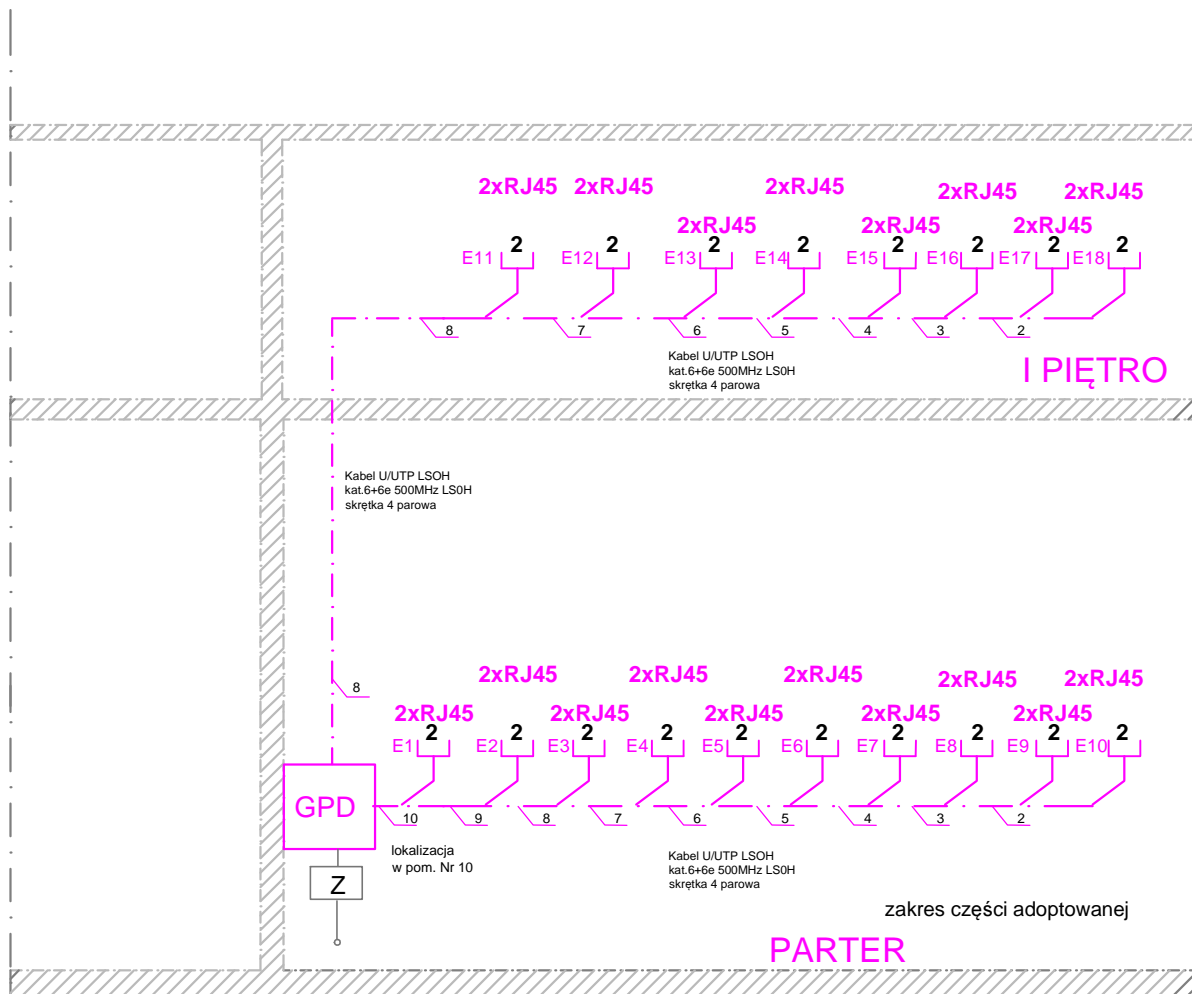 2xRJ45 2xRJ45 2xRJ45 2xRJ45 2xRJ45
2xRJ45 2xRJ45 2xRJ45
E11 2 E12 2 E13 2 E14 2 E15 2 E16 2 E17 2 E18 2
8 7 6 5 4 3 2
Kabel U/UTP LSOH
kat.6+6e 500MHz LS0H
skrętka 4 parowa
I PIĘTRO
Kabel U/UTP LSOH
kat.6+6e 500MHz LS0H
skrętka 4 parowa
8
2xRJ45 2xRJ45 2xRJ45 2xRJ45 2xRJ45
2xRJ45 2xRJ45 2xRJ45 2xRJ45 2xRJ45
E1 2 E2 2 E3 2 E4 2 E5 2 E6 2 E7 2 E8 2 E9 2 E10 2
GPD
10 9 8 7 6 5 4 3 2
lokalizacja
w pom. Nr 10
Kabel U/UTP LSOH
kat.6+6e 500MHz LS0H
skrętka 4 parowa
Z
zakres części adoptowanej
PARTER